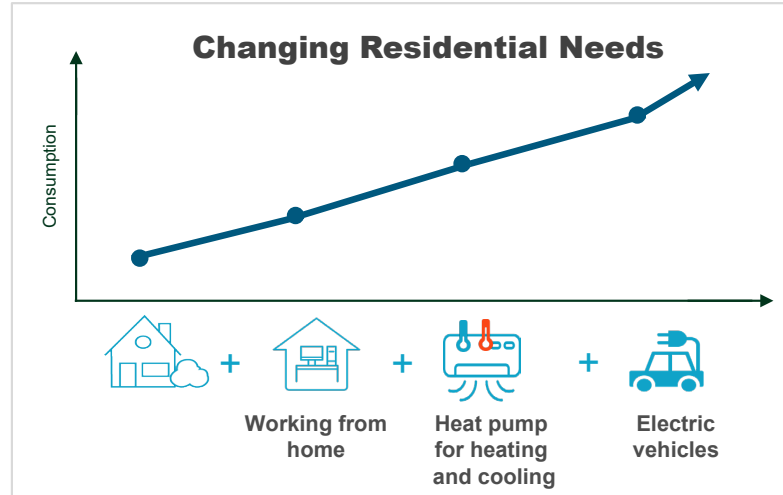 Changing Residential Needs
Consumption
+
+
+
Working from
home
Heat pump
for heating
and cooling
Electric
vehicles